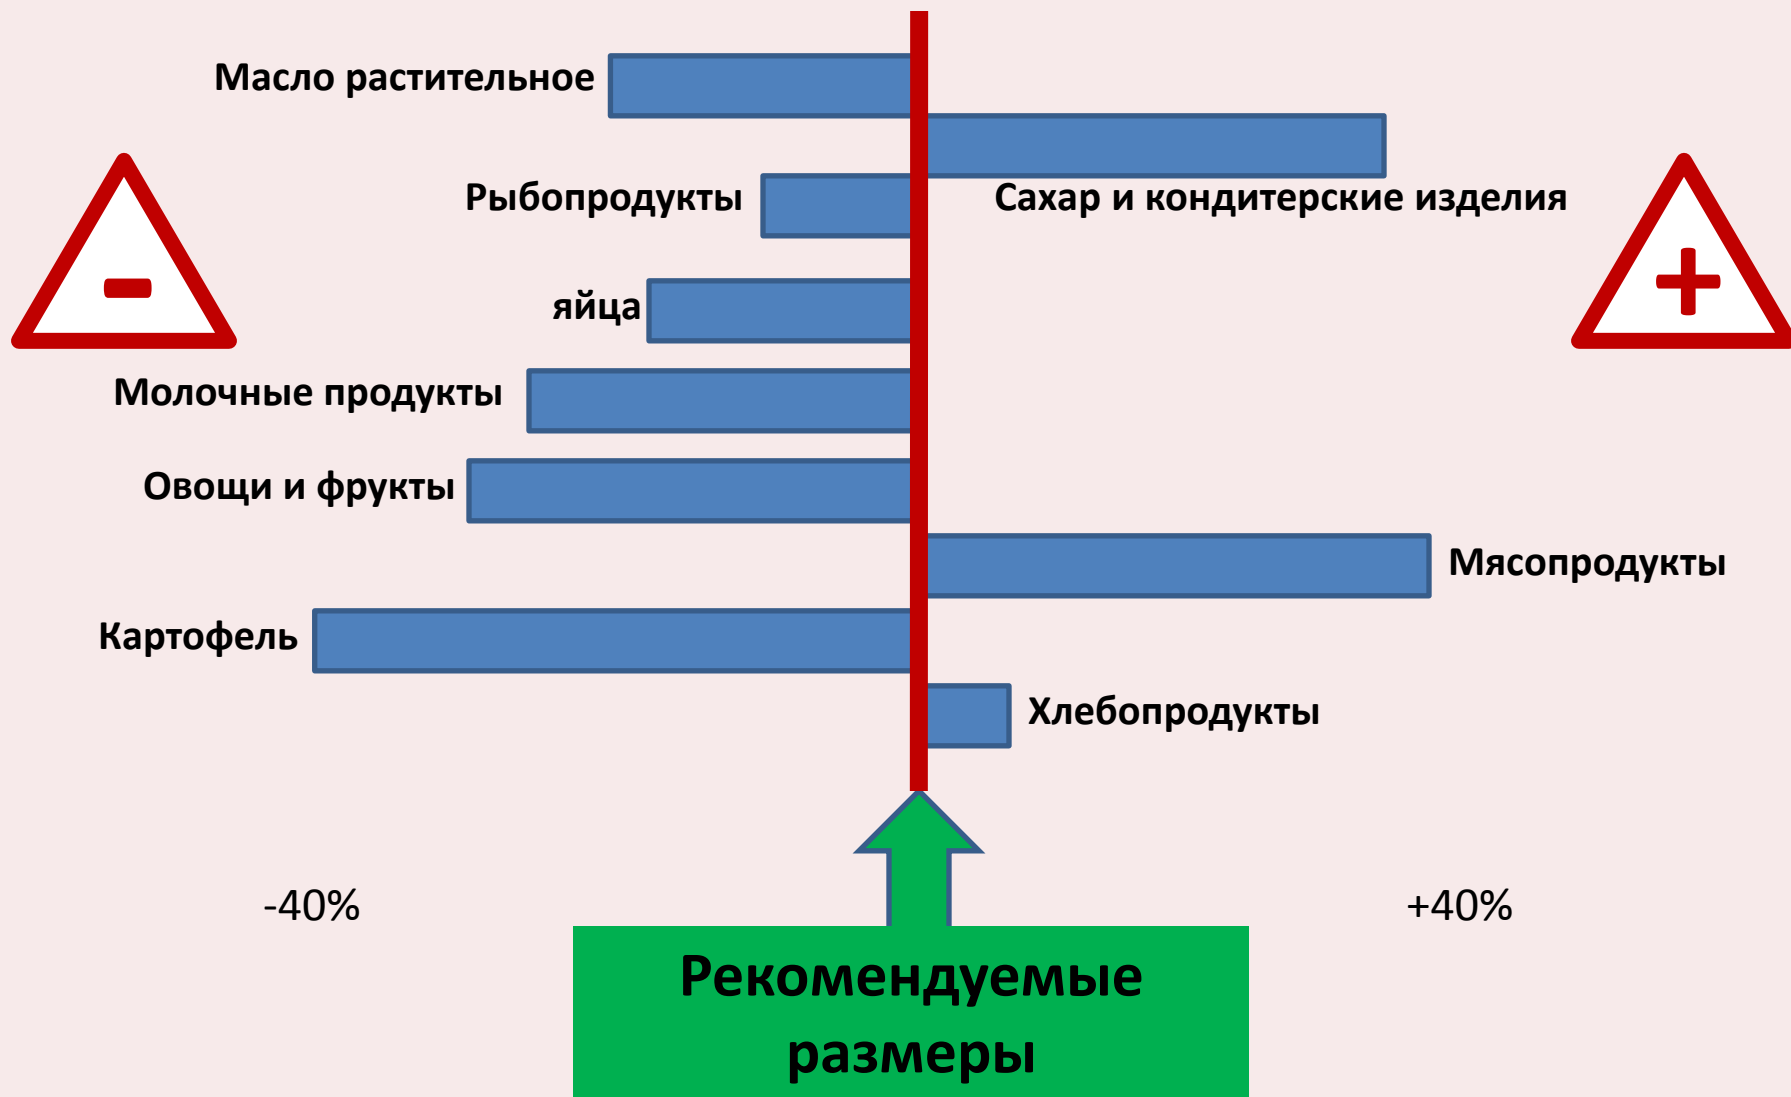 Масло растительное
Рыбопродукты
Сахар и кондитерские изделия
-
+
яйца
Молочные продукты
Овощи и фрукты
Мясопродукты
Картофель
Хлебопродукты
-40%
+40%
Рекомендуемые
размеры